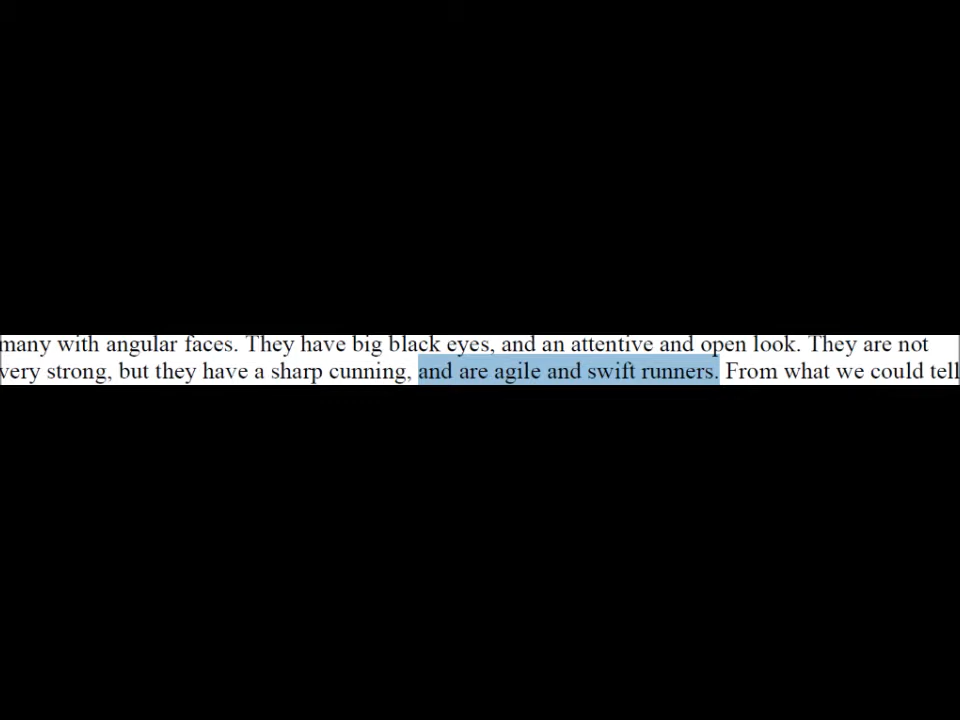 many with angular faces. They have big black eyes, and an attentive and open look. They are not
very strong, but they have a sharp cunning, and are agile and swift runners. From what we could tell